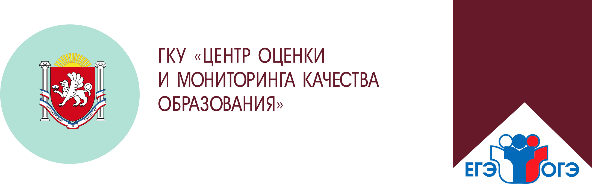 ГКУ «ЦЕНТР ОЦЕНКИ
И МОНИТОРИНГА КАЧЕСТВА
ОБРАЗОВАНИЯ»
ЕГЭ ОГЭ